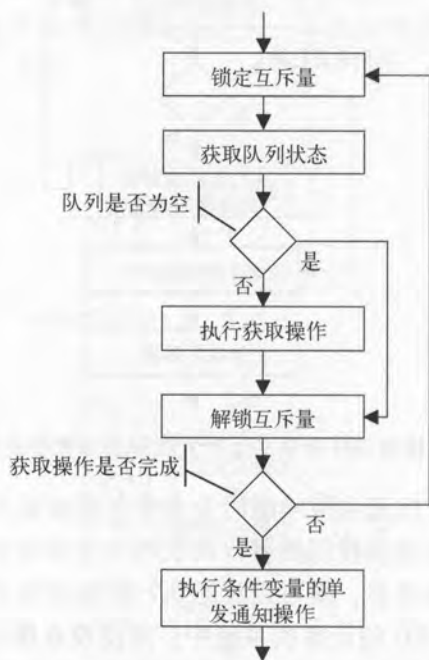 锁定互斥量
获取队列状态
队列是否为空
是
否
执行获取操作
解锁互斥量
获取操作是否完成
否
是
执行条件变量的单
发通知操作